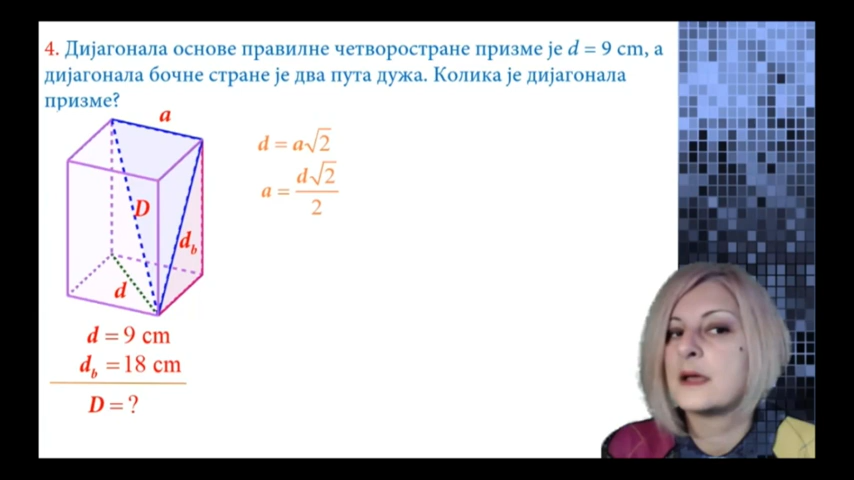 4. Дијагонала основе правилне четворостране призме је d = 9 cm, а
дијагонала бочне стране је два пута дужа. Колика је дијагонала
призме?
a
D
d_b
d
d = 9 cm
d_b = 18 cm
D = ?
d = a√2
a = d√2 / 2